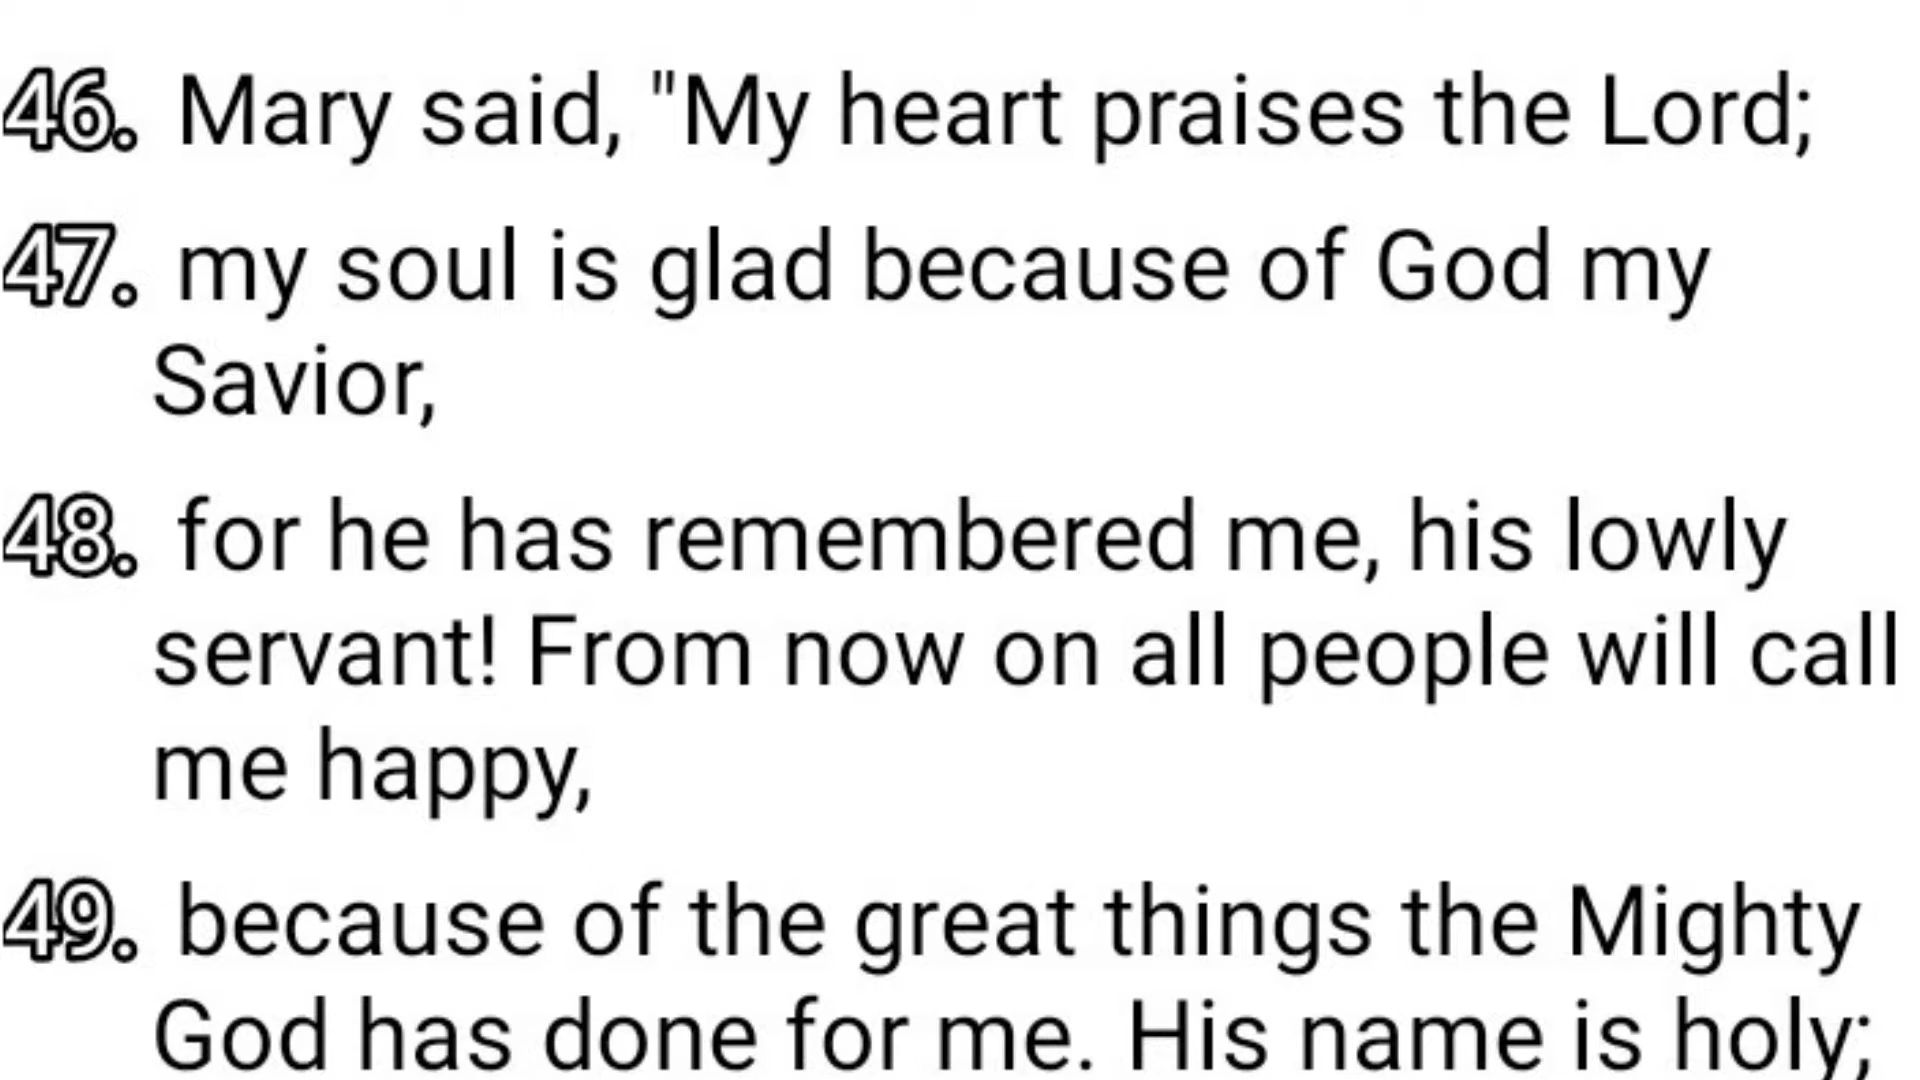 46. Mary said, "My heart praises the Lord;
47. my soul is glad because of God my
Savior,
48. for he has remembered me, his lowly
servant! From now on all people will call
me happy,
49. because of the great things the Mighty
God has done for me. His name is holy;